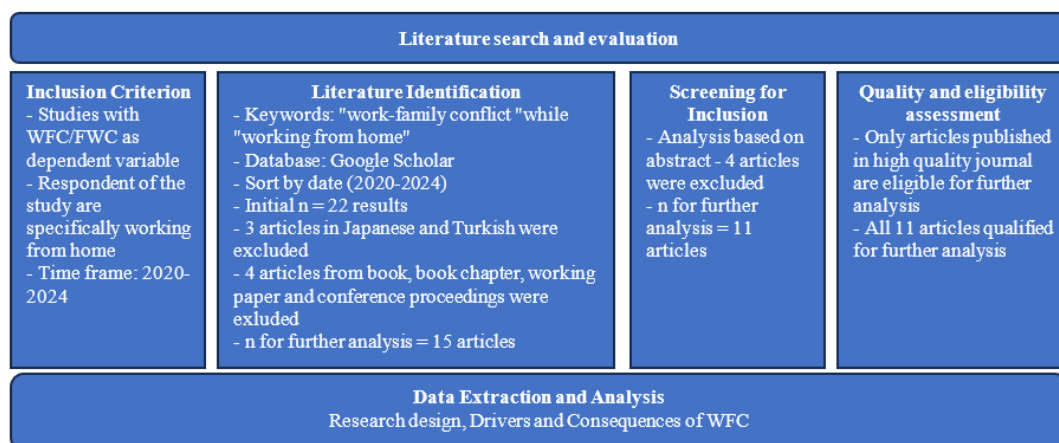 Literature search and evaluation
Inclusion Criterion
- Studies with
WFC/FWC as
dependent variable
- Respondent of the
study are
specifically working
from home
- Time frame: 2020-
2024
Literature Identification
- Keywords: "work-family conflict "while
"working from home"
- Database: Google Scholar
- Sort by date (2020-2024)
- Initial n = 22 results
- 3 articles in Japanese and Turkish were
excluded
- 4 articles from book, book chapter, working
paper and conference proceedings were
exluded
- n for further analysis = 15 articles
Screening for
Inclusion
- Analysis based on
abstract - 4 articles
were excluded
- n for further
analysis = 11
articles
Quality and eligibility
assessment
- Only articles published
in high quality journal
are eligible for further
analysis
- All 11 articles qualified
for further analysis
Data Extraction and Analysis
Research design, Drivers and Consequences of WFC